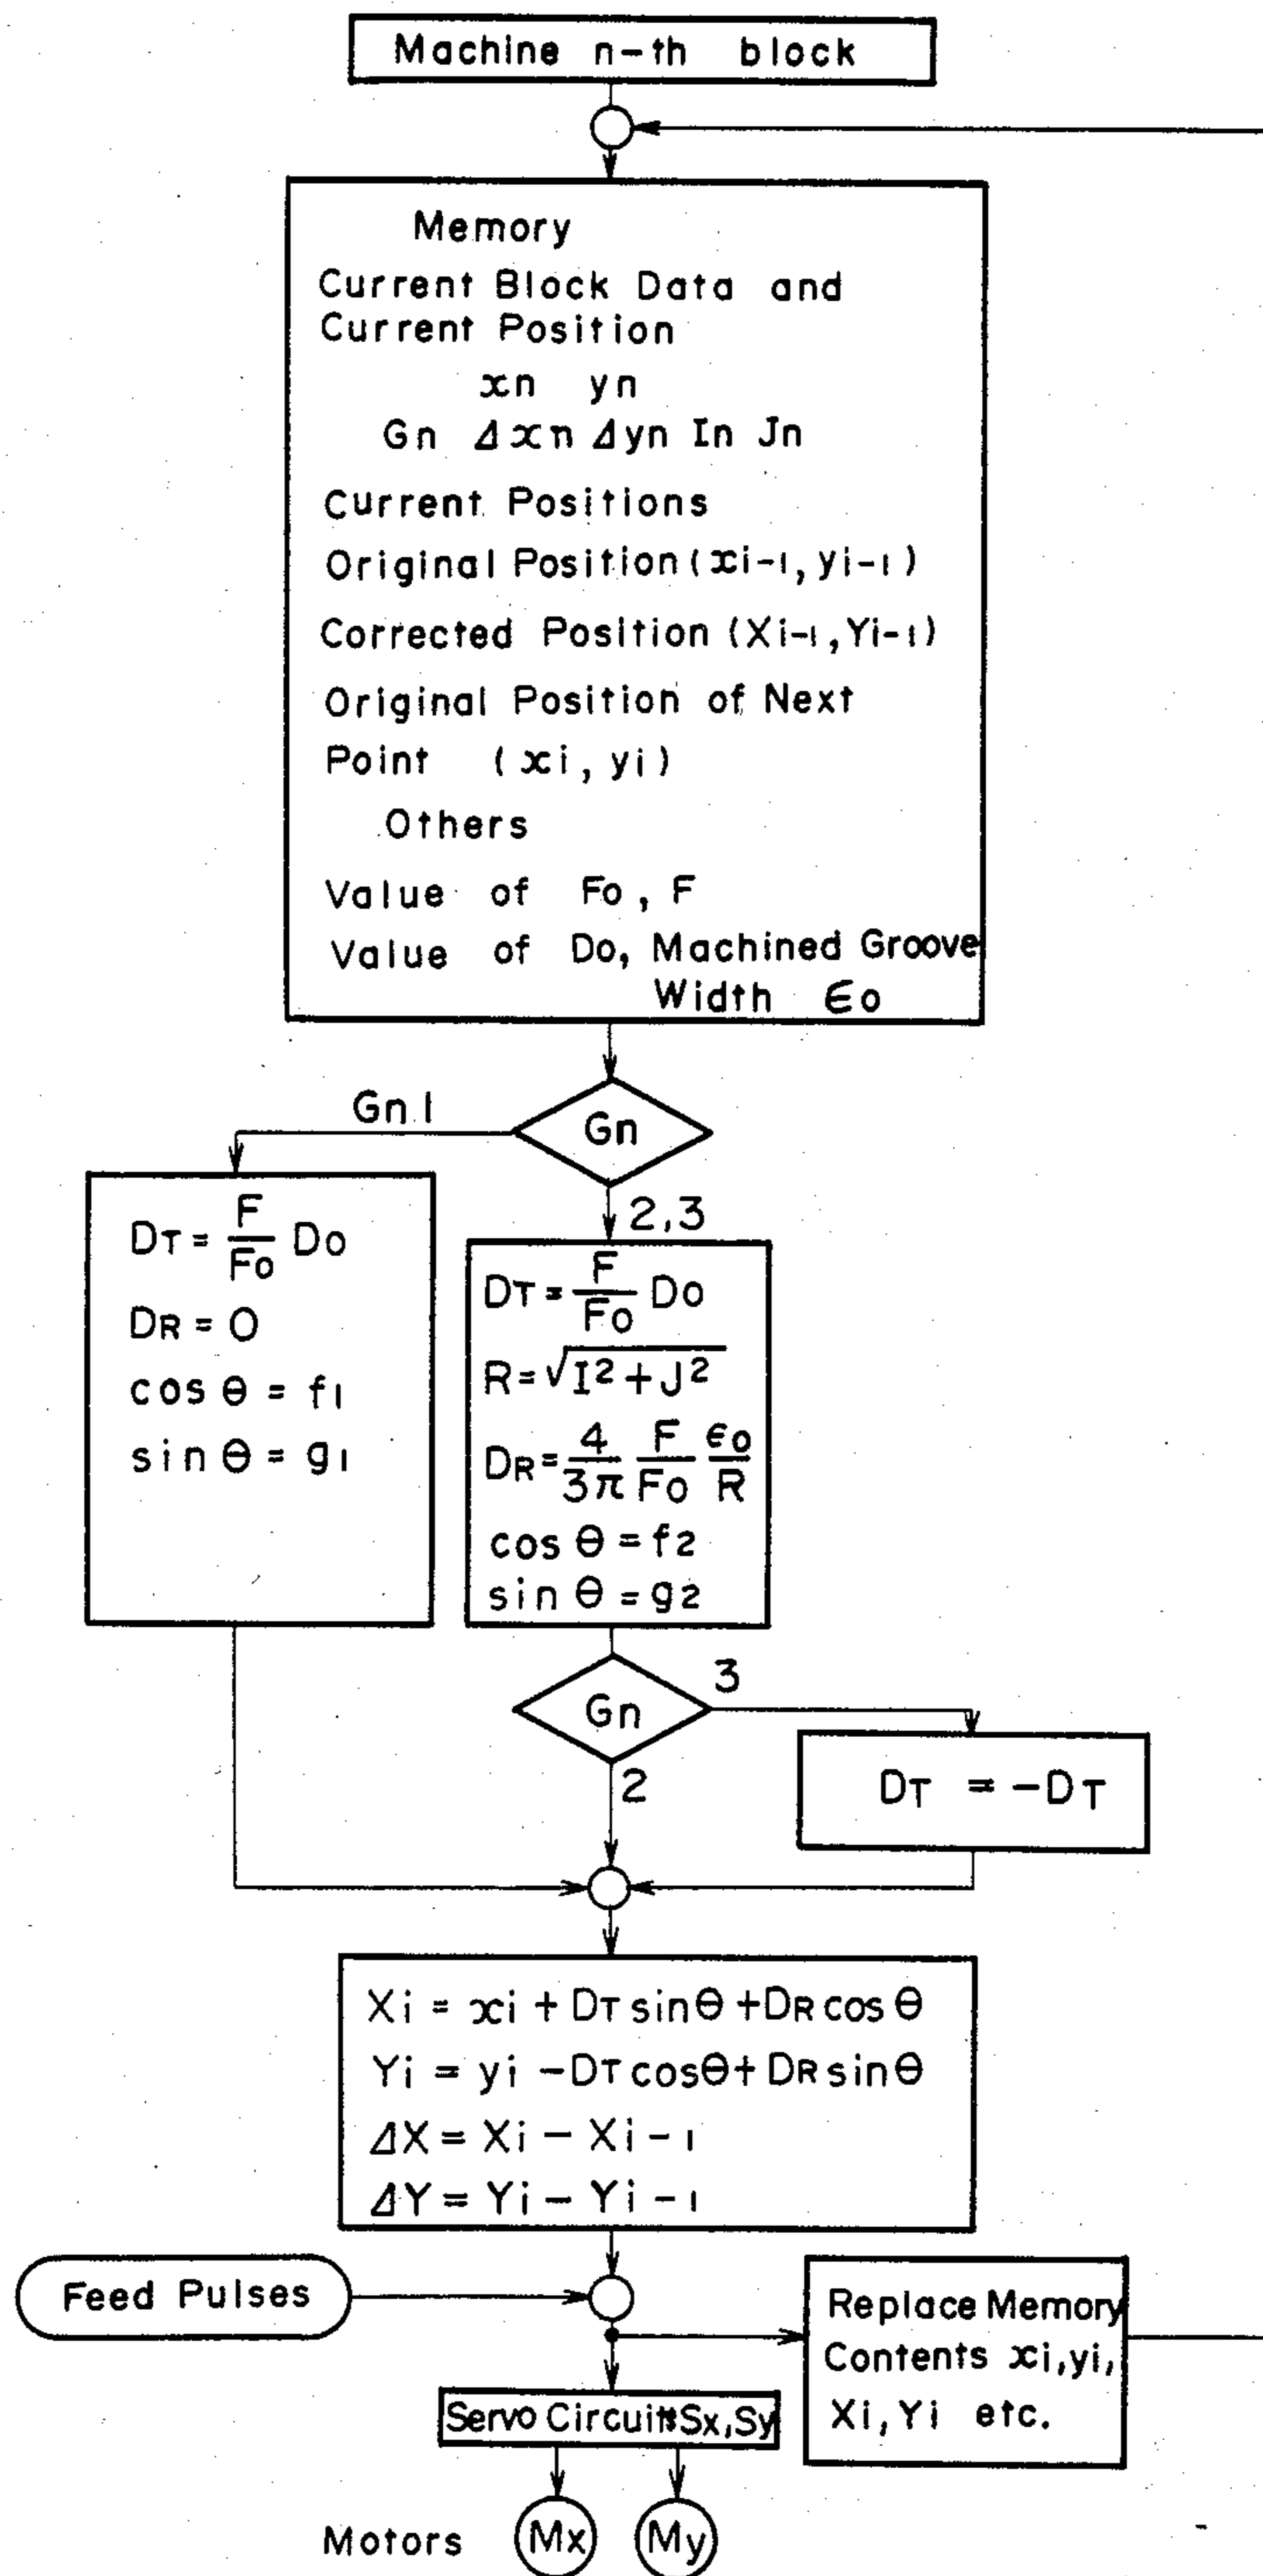 Machine n-th block
Memory
Current Block Data and
Current Position
xn yn
Gn Δxn Δyn In Jn
Current Positions
Original Position (xi-1, yi-1)
Corrected Position (Xi-1, Yi-1)
Original Position of Next
Point (xi, yi)
Others
Value of Fo, F
Value of Do, Machined Groove
Width ϵo
Gn 1
Gn
2,3
DT = F/Fo Do
DR = 0
cos θ = f1
sin θ = g1
DT = F/Fo Do
R = √I2 + J2
DR = 4/3π F/Fo ϵo/R
cos θ = f2
sin θ = g2
Gn
3
2
DT = -DT
Xi = xi + DT sinθ + DR cos θ
Yi = yi - DT cosθ + DR sinθ
ΔX = Xi - Xi-1
ΔY = Yi - Yi-1
Feed Pulses
Replace Memory
Contents xi, yi,
Xi, Yi etc.
Servo Circuits Sx, Sy
Motors Mx My